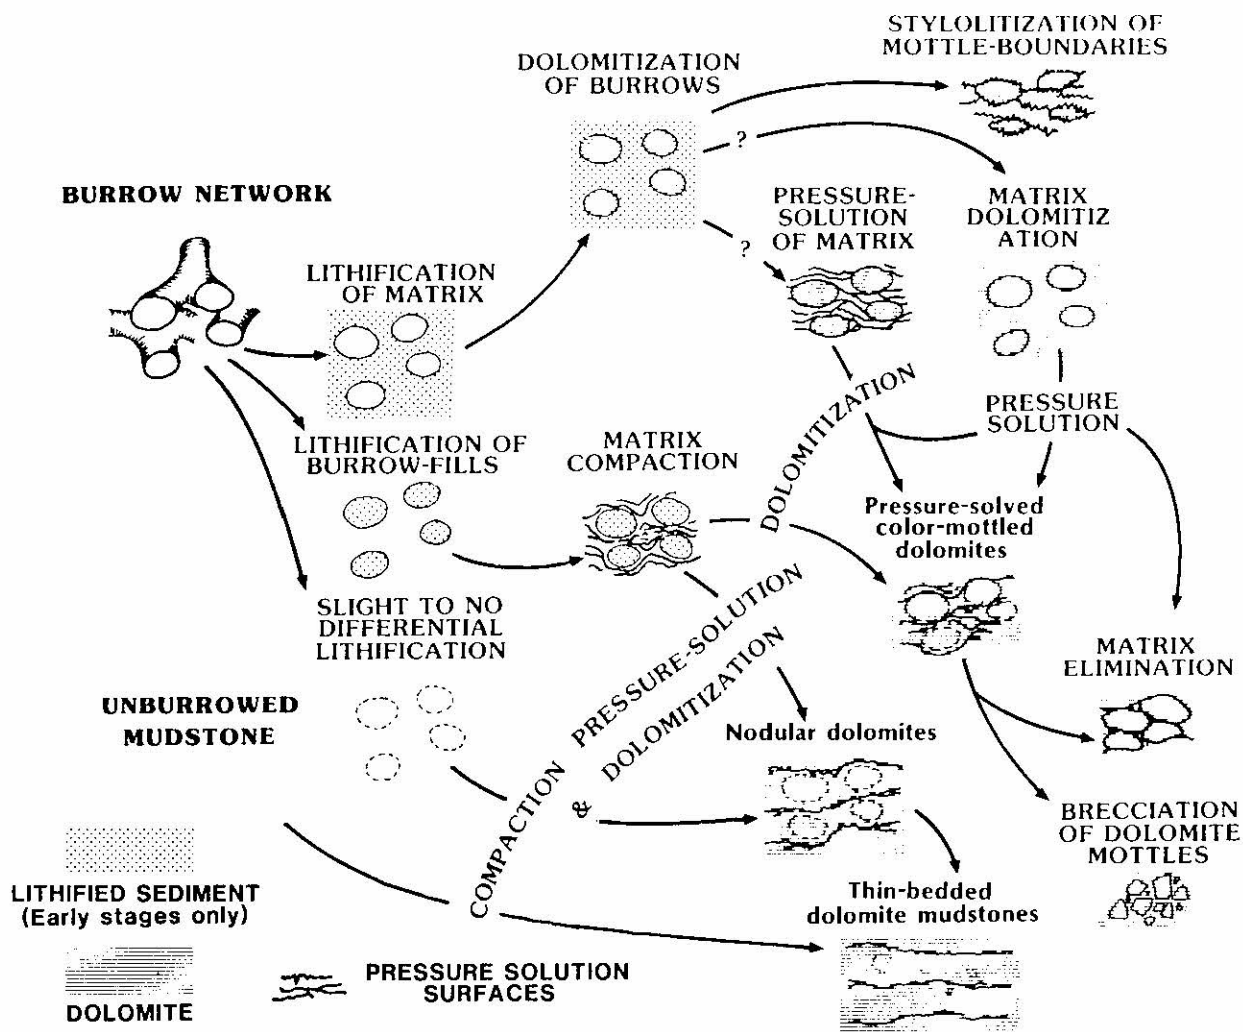 STYLOLITIZATION OF
MOTTLE-BOUNDARIES
DOLOMITIZATION
OF BURROWS
?
BURROW NETWORK
PRESSURE-
SOLUTION
OF MATRIX
MATRIX
DOLOMITIZ
ATION
?
LITHIFICATION
OF MATRIX
DOLOMITIZATION
PRESSURE
SOLUTION
LITHIFICATION OF
BURROW-FILLS
MATRIX
COMPACTION
Pressure-solved
color-mottled
dolomites
SLIGHT TO NO
DIFFERENTIAL
LITHIFICATION
COMPACTION PRESSURE-SOLUTION
& DOLOMITIZATION
MATRIX
ELIMINATION
UNBURROWED
MUDSTONE
Nodular dolomites
BRECCIATION
OF DOLOMITE
MOTTLES
LITHIFIED SEDIMENT
(Early stages only)
Thin-bedded
dolomite mudstones
DOLOMITE
PRESSURE SOLUTION
SURFACES